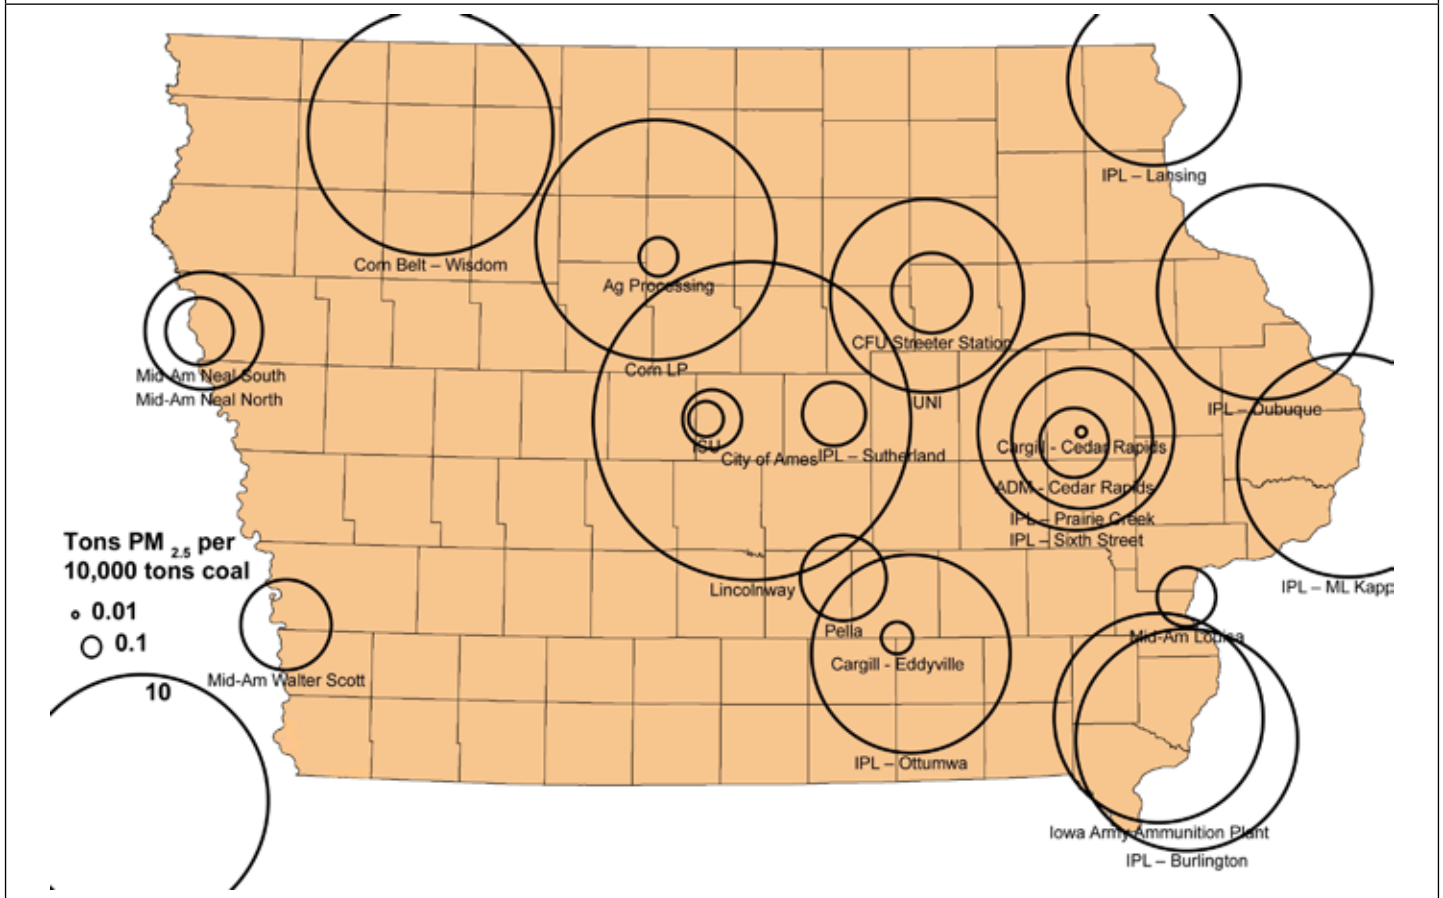 IPL – Lansing
Corn Belt – Wisdom
Ag Processing
CFU Streeter Station
Corn LP
Mid-Am Neal South
Mid-Am Neal North
UNI
IPL – Dubuque
ISU
City of Ames
IPL – Sutherland
Cargill - Cedar Rapids
ADM - Cedar Rapids
IPL – Prairie Creek
IPL – Sixth Street
Tons PM 2.5 per
10,000 tons coal
0.01
0.1
10
Lincolnway
IPL – ML Kapp
Pella
Mid-Am Louisa
Cargill - Eddyville
Mid-Am Walter Scott
IPL – Ottumwa
Iowa Army Ammunition Plant
IPL – Burlington